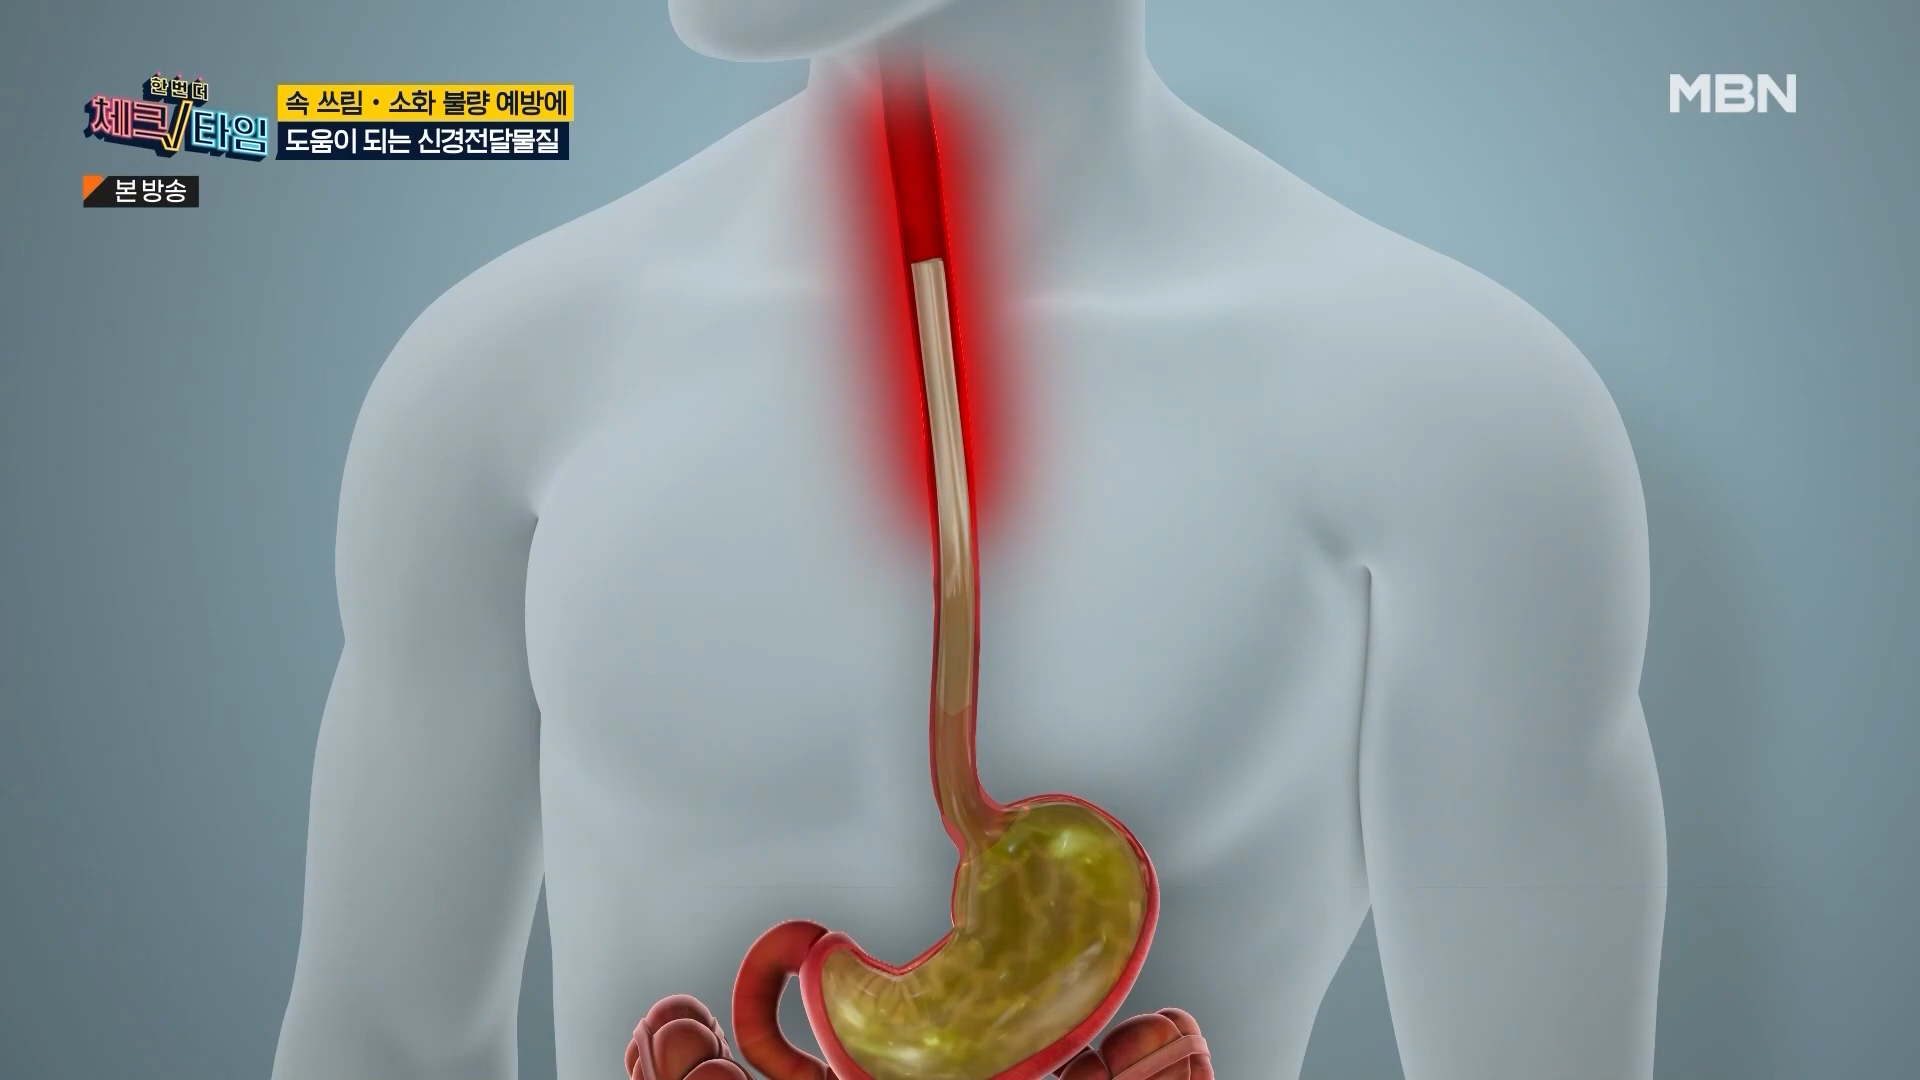 한 번 더
체크√타임
속 쓰림 · 소화 불량 예방에
도움이 되는 신경전달물질
본 방송
MBN